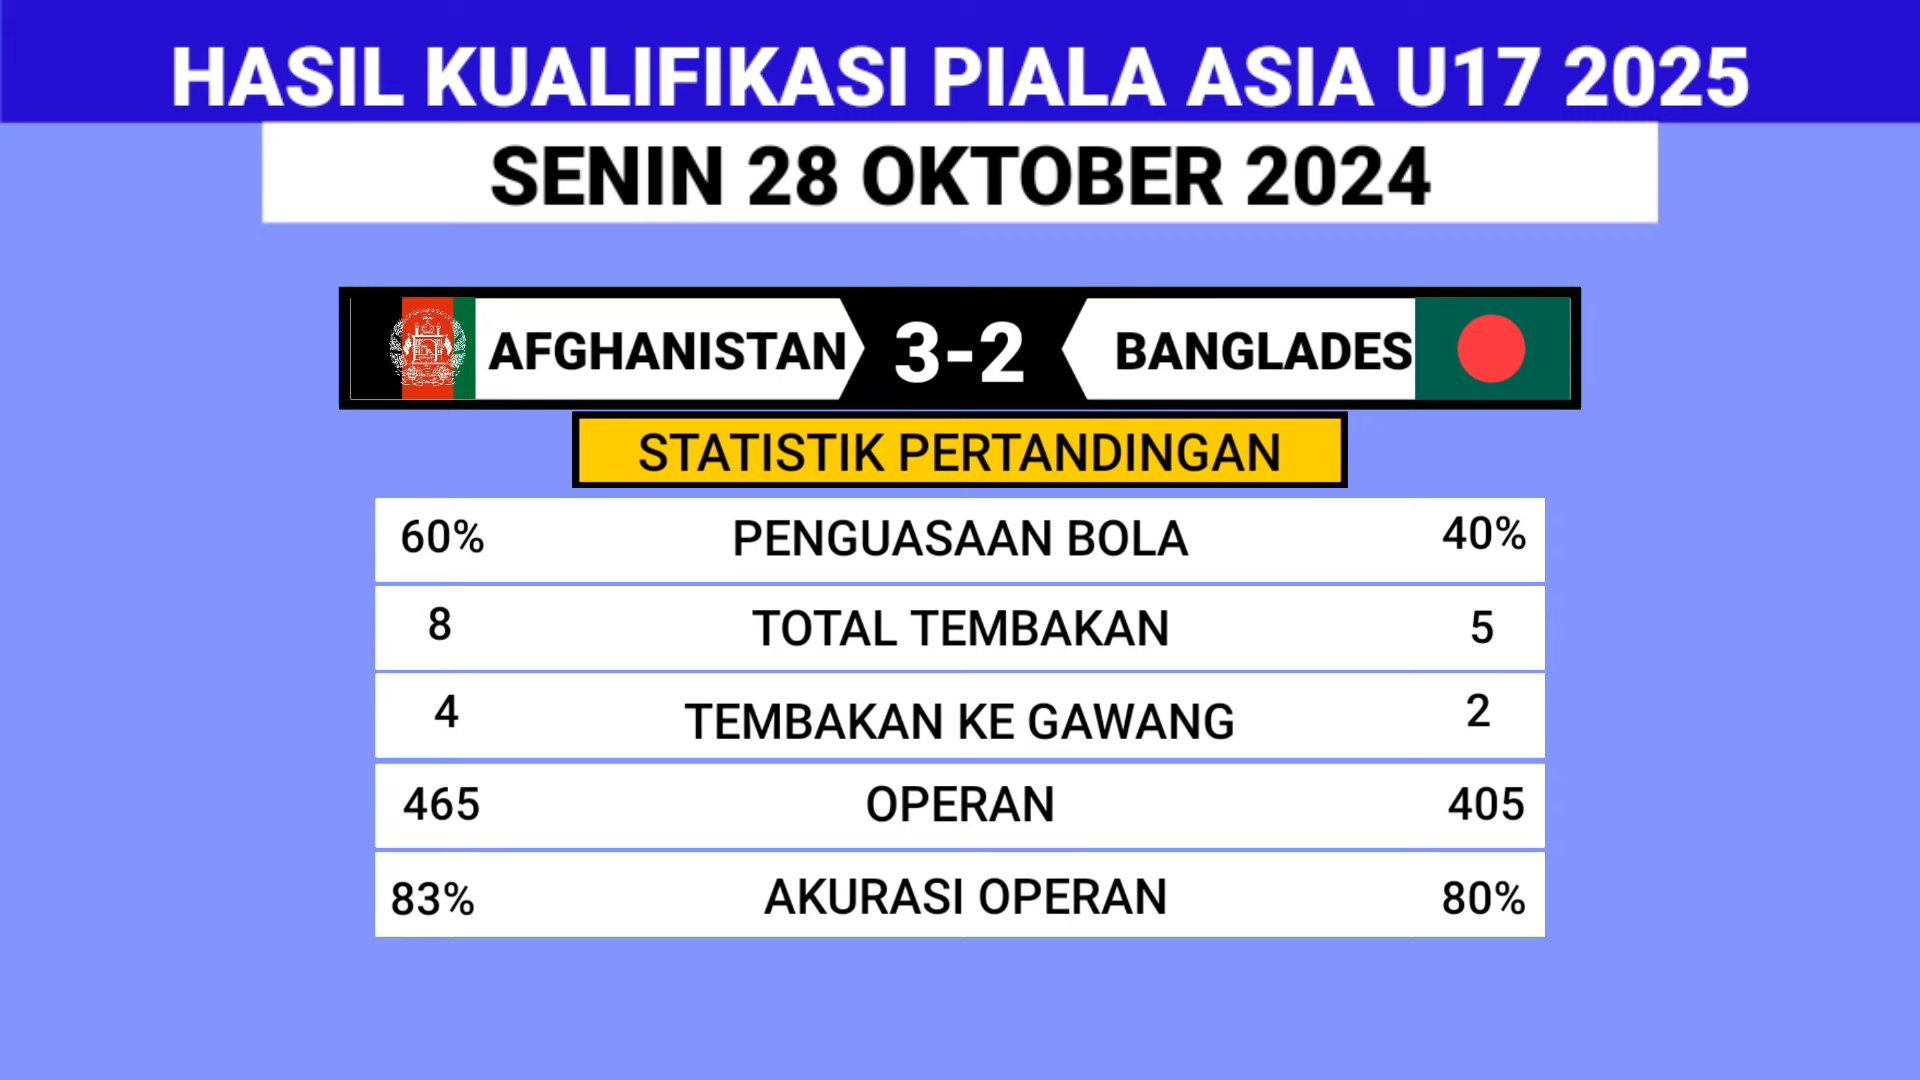 HASIL KUALIFIKASI PIALA ASIA U17 2025
SENIN 28 OKTOBER 2024
AFGHANISTAN 3-2 BANGLADES
STATISTIK PERTANDINGAN
60% PENGUASAAN BOLA 40%
8 TOTAL TEMBAKAN 5
4 TEMBAKAN KE GAWANG 2
465 OPERAN 405
83% AKURASI OPERAN 80%